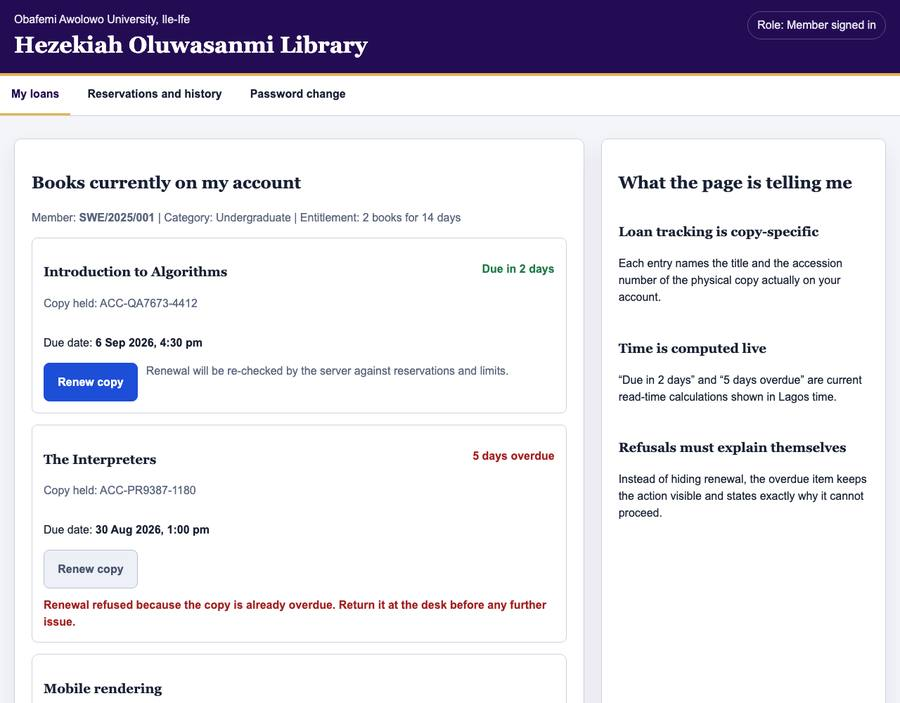 Obafemi Awolowo University, Ile-Ife
Hezekiah Oluwasanmi Library
Role: Member signed in
My loans
Reservations and history
Password change
Books currently on my account
Member: SWE/2025/001 | Category: Undergraduate | Entitlement: 2 books for 14 days
Introduction to Algorithms
Due in 2 days
Copy held: ACC-QA7673-4412
Due date: 6 Sep 2026, 4:30 pm
Renew copy
Renewal will be re-checked by the server against reservations and limits.
The Interpreters
5 days overdue
Copy held: ACC-PR9387-1180
Due date: 30 Aug 2026, 1:00 pm
Renew copy
Renewal refused because the copy is already overdue. Return it at the desk before any further
issue.
Mobile rendering
What the page is telling me
Loan tracking is copy-specific
Each entry names the title and the accession
number of the physical copy actually on your
account.
Time is computed live
“Due in 2 days” and “5 days overdue” are current
read-time calculations shown in Lagos time.
Refusals must explain themselves
Instead of hiding renewal, the overdue item keeps
the action visible and states exactly why it cannot
proceed.